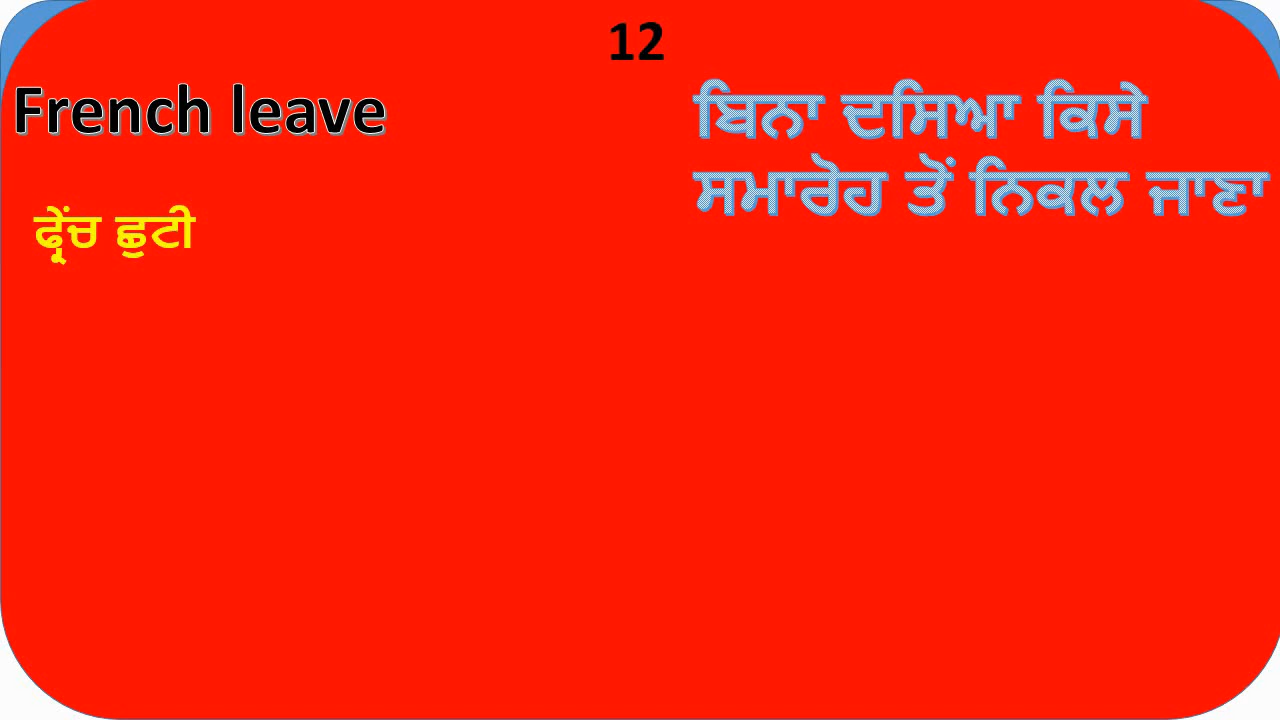 12
French leave
ਬਿਨਾ ਦਸਿਆ ਕਿਸੇ
ਸਮਾਰੋਹ ਤੋਂ ਨਿਕਲ ਜਾਣਾ
ਫ੍ਰੇਂਚ ਛੁਟੀ